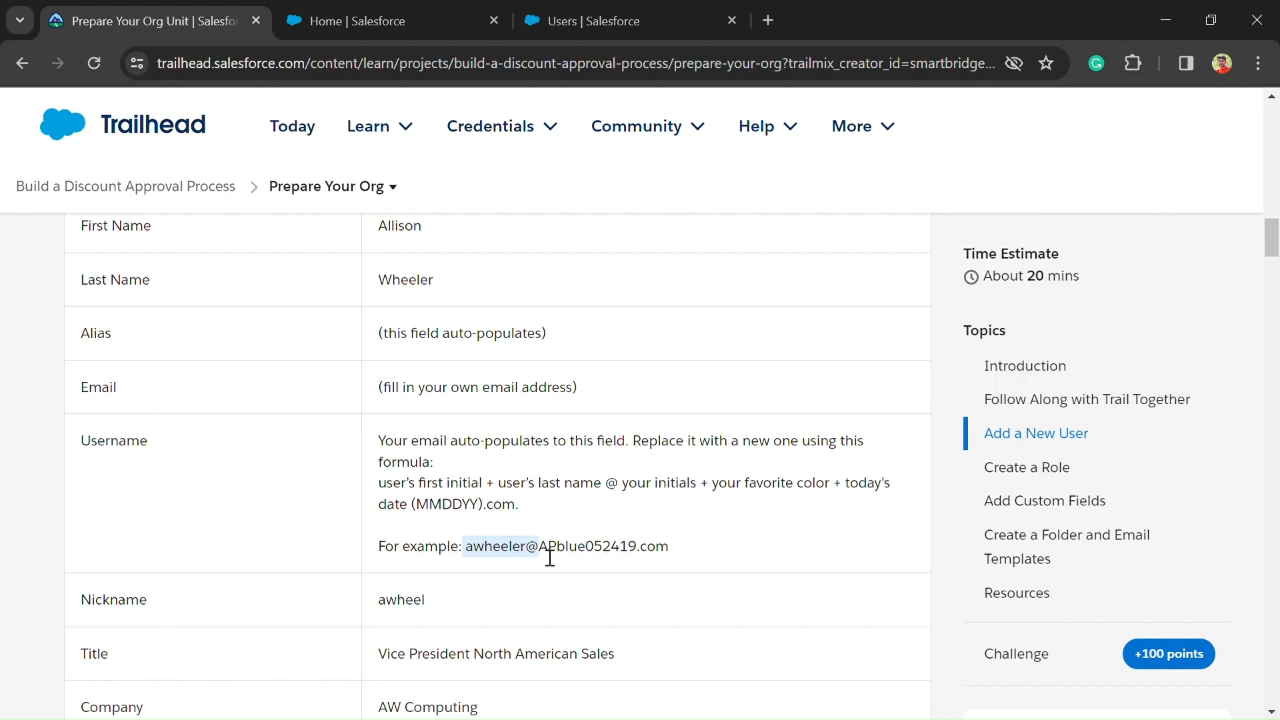 Prepare Your Org Unit | Salesfo
Home | Salesforce
Users | Salesforce
trailhead.salesforce.com/content/learn/projects/build-a-discount-approval-process/prepare-your-org?trailmix_creator_id=smartbridge...
Trailhead
Today
Learn
Credentials
Community
Help
More
Build a Discount Approval Process
Prepare Your Org
First Name
Allison
Last Name
Wheeler
Alias
(this field auto-populates)
Email
(fill in your own email address)
Username
Your email auto-populates to this field. Replace it with a new one using this
formula:
user's first initial + user's last name @ your initials + your favorite color + today's
date (MMDDYY).com.
For example: awheeler@APblue052419.com
Nickname
awheel
Title
Vice President North American Sales
Company
AW Computing
Time Estimate
About 20 mins
Topics
Introduction
Follow Along with Trail Together
Add a New User
Create a Role
Add Custom Fields
Create a Folder and Email
Templates
Resources
Challenge
+100 points